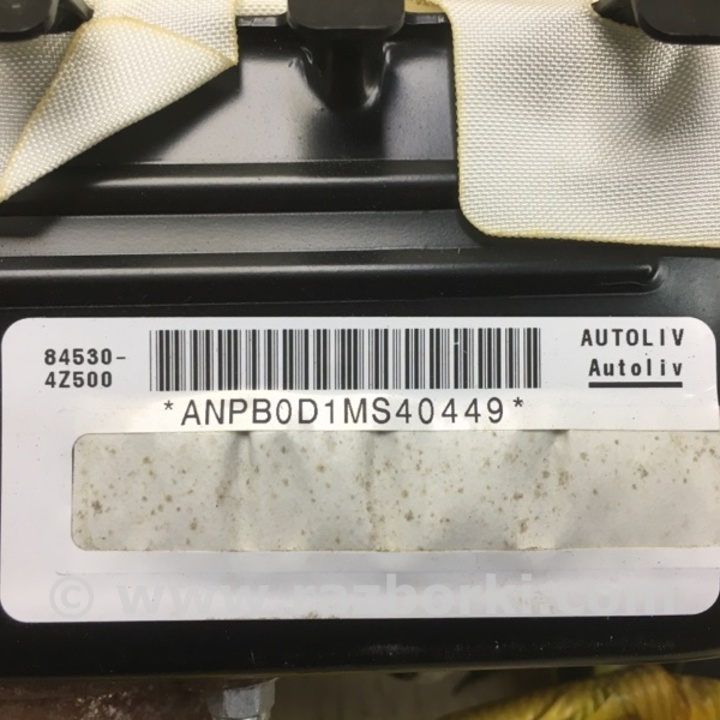 84530-
4Z500
AUTOLIV
Autoliv
*ANPB0D1MS40449*
© www.razborki.com